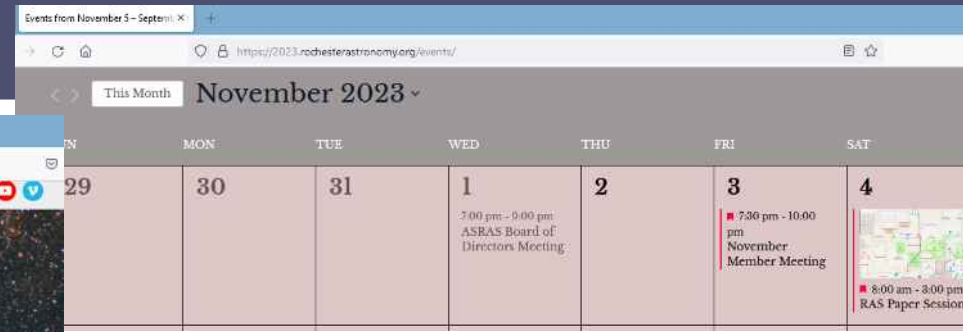 Events from November 5 – Septemb
https://2023.rochesterastronomy.org/events/
This Month
November 2023
MON TUE WED THU FRI SAT
29 30 31 1 2 3 4
7:00 pm - 9:00 pm
ASRAS Board of
Directors Meeting
7:30 pm - 10:00
pm
November
Member Meeting
8:00 am - 3:00 pm
RAS Paper Session